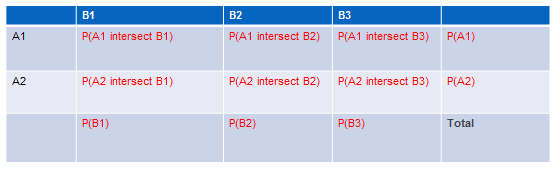 B1 B2 B3
A1 P(A1 intersect B1) P(A1 intersect B2) P(A1 intersect B3) P(A1)
A2 P(A2 intersect B1) P(A2 intersect B2) P(A2 intersect B3) P(A2)
P(B1) P(B2) P(B3) Total